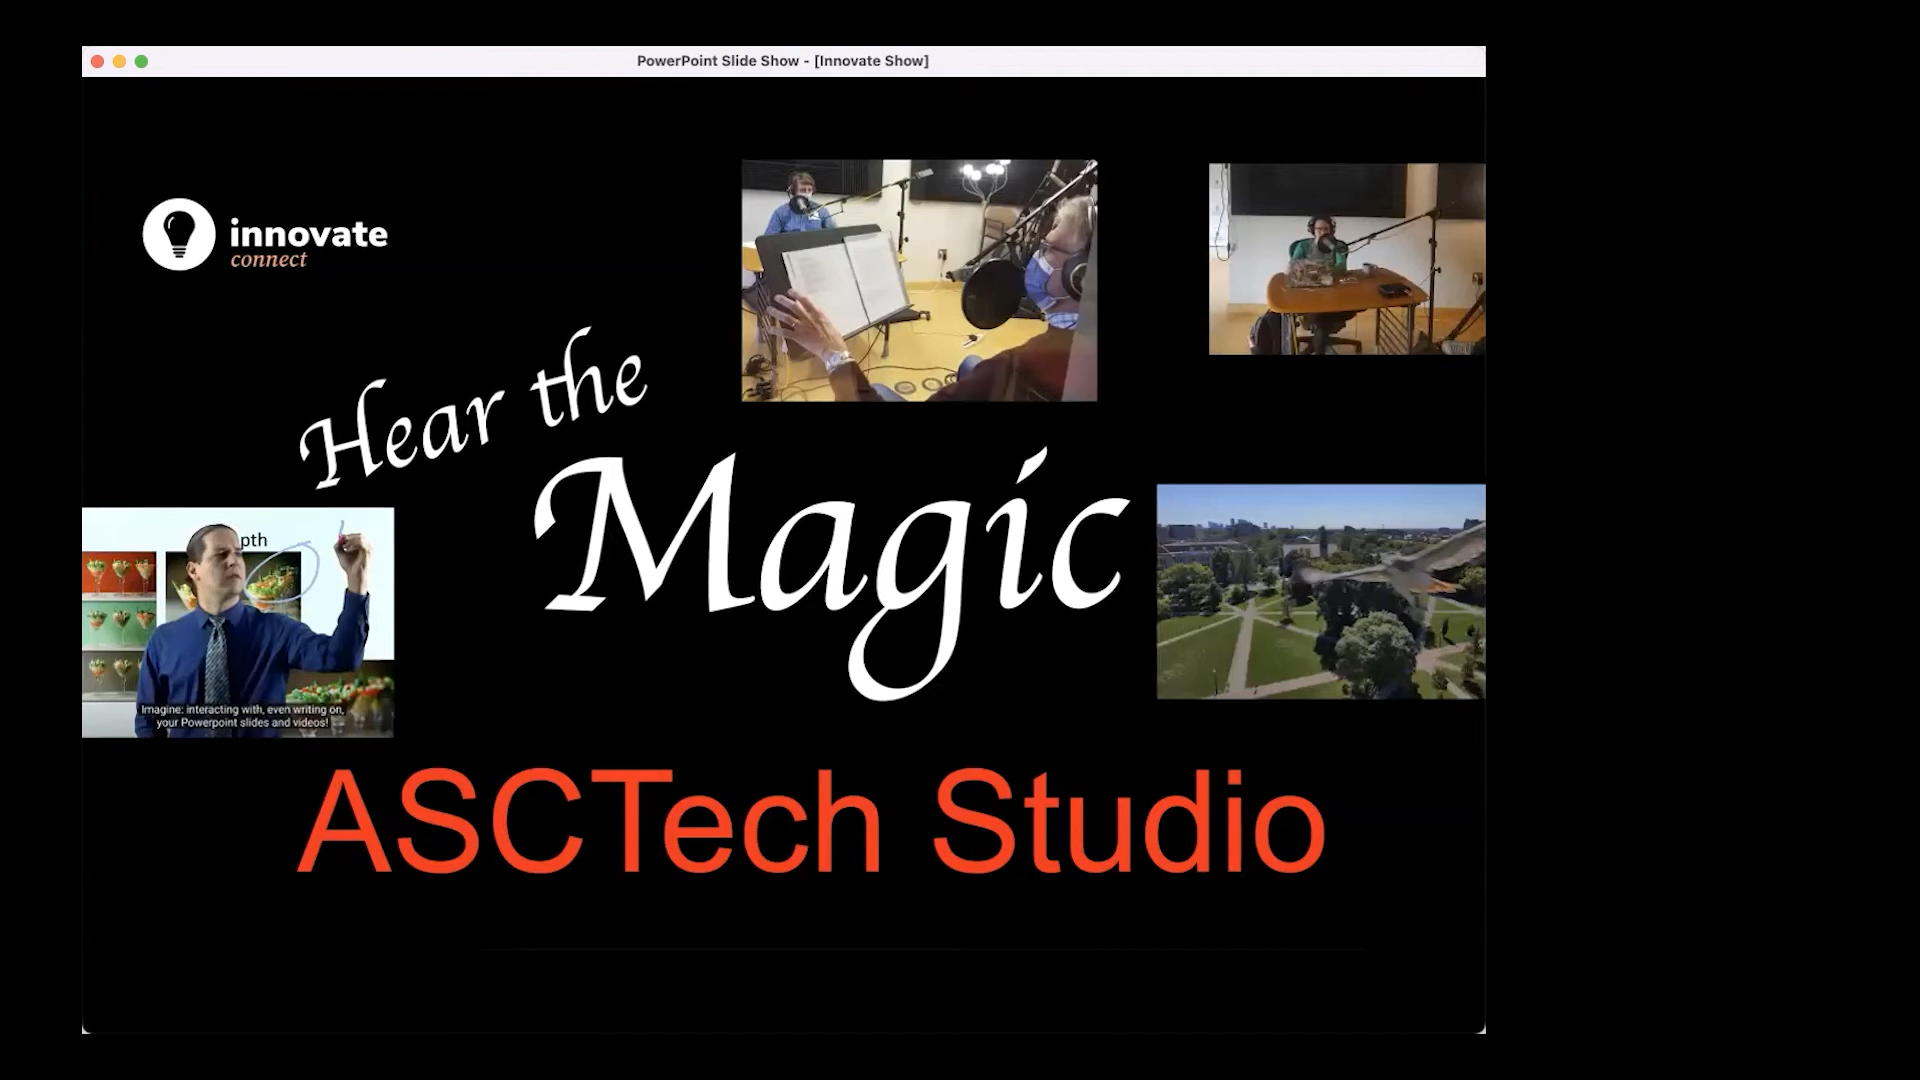 PowerPoint Slide Show - [Innovate Show]
innovate
connect
Hear the
Magic
pth
Imagine: interacting with, even writing on,
your Powerpoint slides and videos!
ASCTech Studio